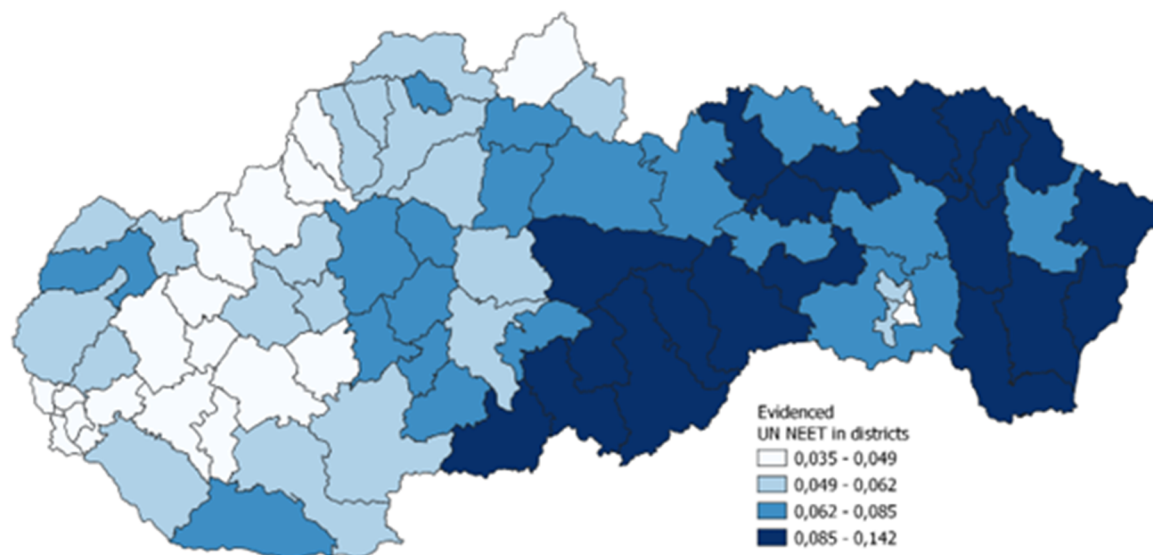 Evidenced
UN NEET in districts
0,035 - 0,049
0,049 - 0,062
0,062 - 0,085
0,085 - 0,142